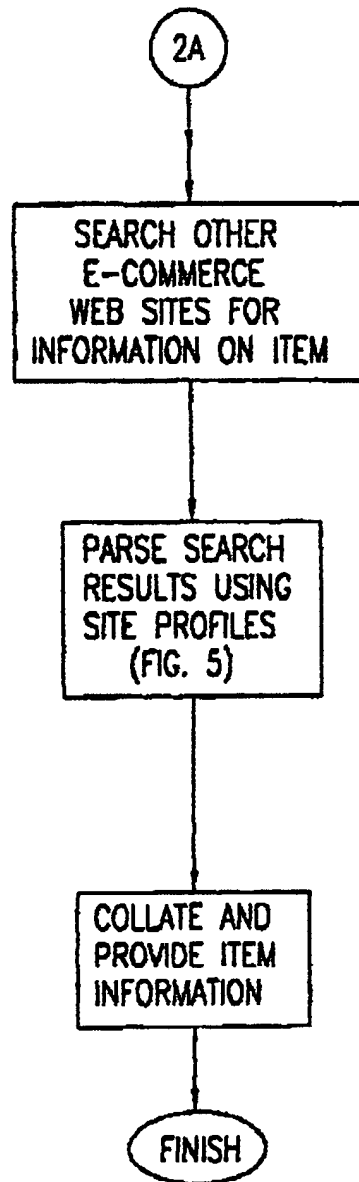 2A
SEARCH OTHER
E-COMMERCE
WEB SITES FOR
INFORMATION ON ITEM
PARSE SEARCH
RESULTS USING
SITE PROFILES
(FIG. 5)
COLLATE AND
PROVIDE ITEM
INFORMATION
FINISH